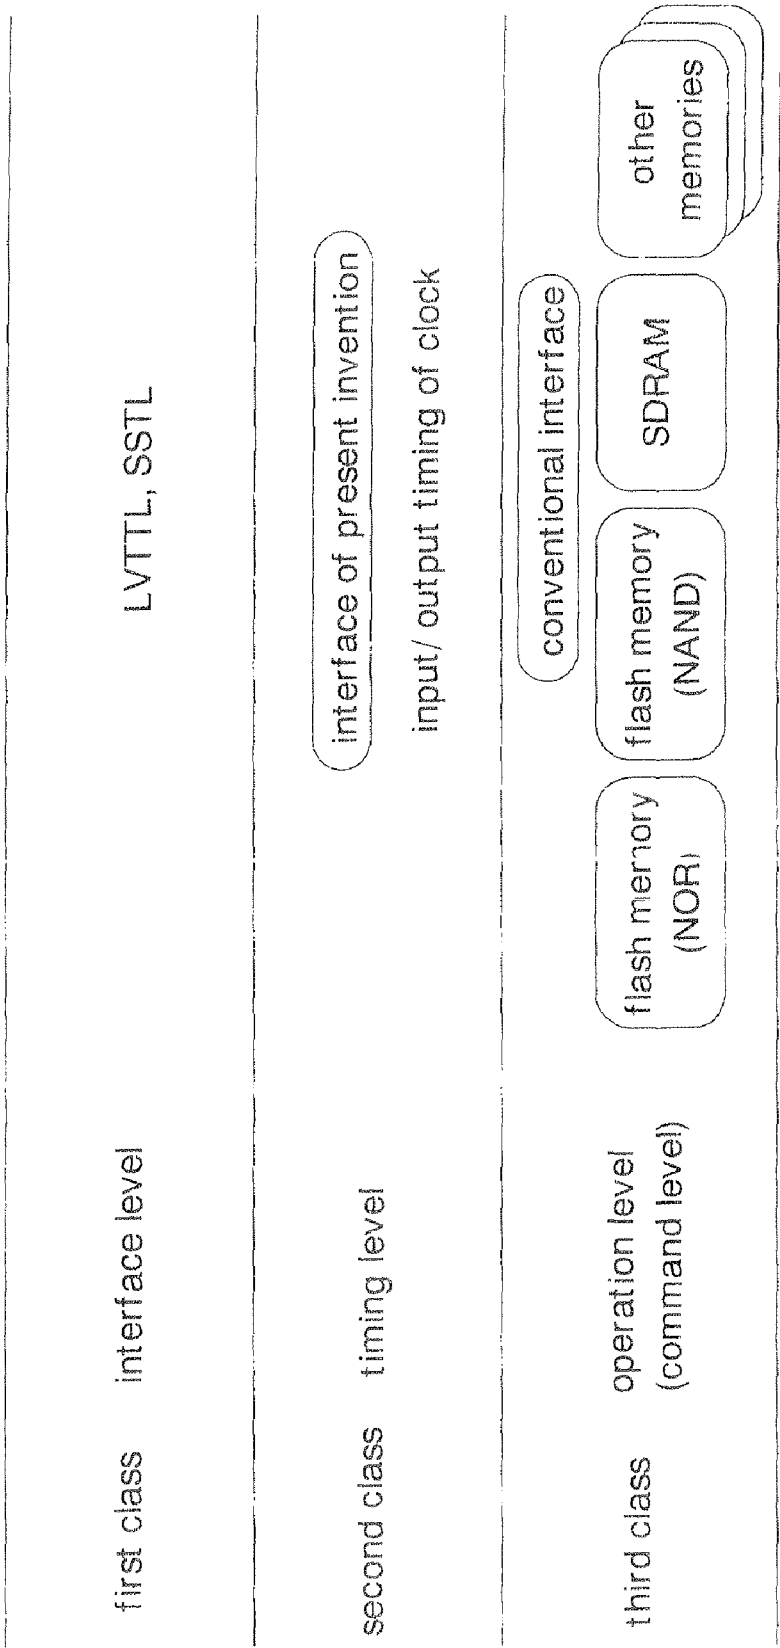 first class
interface level
LVTTL, SSTL
second class
timing level
interface of present invention
input/ output timing of clock
third class
operation level
(command level)
conventional interface
flash memory
(NOR)
flash memory
(NAND)
SDRAM
other
memories